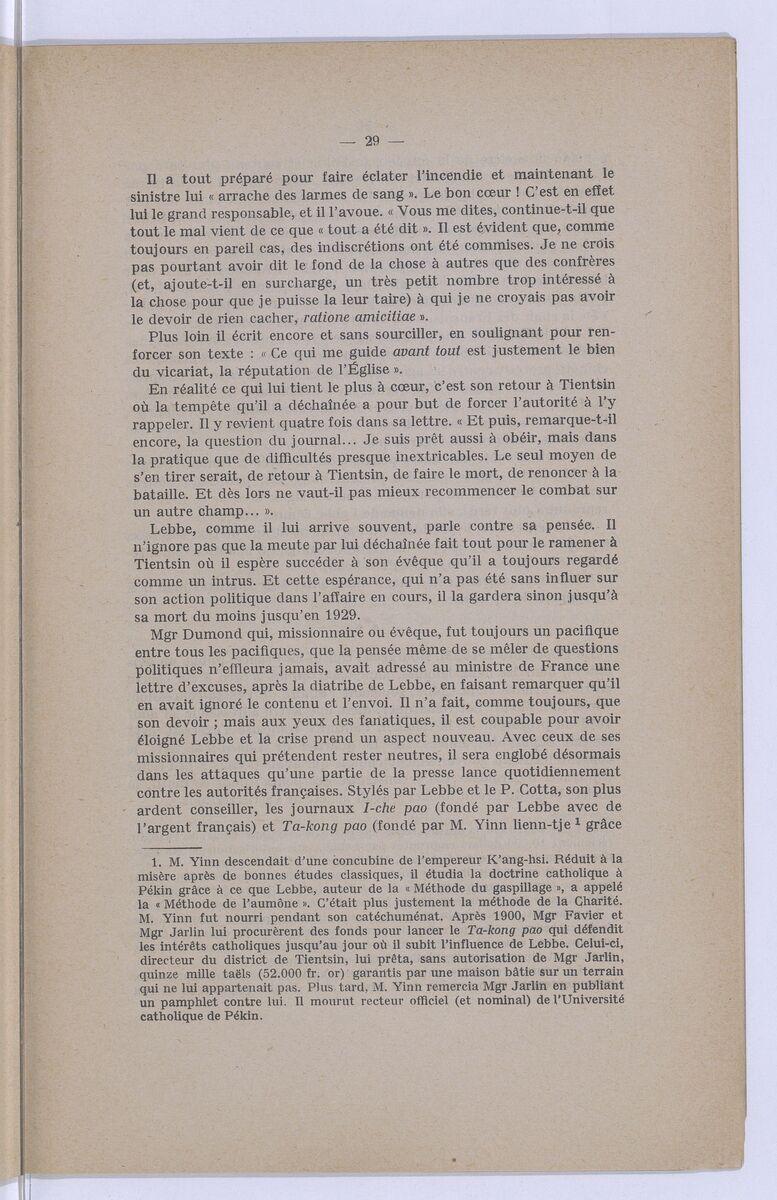 — 29 —
Il a tout préparé pour faire éclater l'incendie et maintenant le
sinistre lui « arrache des larmes de sang ». Le bon cœur ! C'est en effet
lui le grand responsable, et il l'avoue. « Vous me dites, continue-t-il que
tout le mal vient de ce que « tout a été dit ». Il est évident que, comme
toujours en pareil cas, des indiscrétions ont été commises. Je ne crois
pas pourtant avoir dit le fond de la chose à autres que des confrères
(et, ajoute-t-il en surcharge, un très petit nombre trop intéressé à
la chose pour que je puisse la leur taire) à qui je ne croyais pas avoir
le devoir de rien cacher, ratione amicitiae ».
Plus loin il écrit encore et sans sourciller, en soulignant pour ren-
forcer son texte : « Ce qui me guide avant tout est justement le bien
du vicariat, la réputation de l'Église ».
En réalité ce qui lui tient le plus à cœur, c'est son retour à Tientsin
où la tempête qu'il a déchaînée a pour but de forcer l'autorité à l'y
rappeler. Il y revient quatre fois dans sa lettre. « Et puis, remarque-t-il
encore, la question du journal... Je suis prêt aussi à obéir, mais dans
la pratique que de difficultés presque inextricables. Le seul moyen de
s'en tirer serait, de retour à Tientsin, de faire le mort, de renoncer à la
bataille. Et dès lors ne vaut-il pas mieux recommencer le combat sur
un autre champ... ».
Lebbe, comme il lui arrive souvent, parle contre sa pensée. Il
n'ignore pas que la meute par lui déchaînée fait tout pour le ramener à
Tientsin où il espère succéder à son évêque qu'il a toujours regardé
comme un intrus. Et cette espérance, qui n'a pas été sans influer sur
son action politique dans l'affaire en cours, il la gardera sinon jusqu'à
sa mort du moins jusqu'en 1929.
Mgr Dumond qui, missionnaire ou évêque, fut toujours un pacifique
entre tous les pacifiques, que la pensée même de se mêler de questions
politiques n'effleura jamais, avait adressé au ministre de France une
lettre d'excuses, après la diatribe de Lebbe, en faisant remarquer qu'il
en avait ignoré le contenu et l'envoi. Il n'a fait, comme toujours, que
son devoir ; mais aux yeux des fanatiques, il est coupable pour avoir
éloigné Lebbe et la crise prend un aspect nouveau. Avec ceux de ses
missionnaires qui prétendent rester neutres, il sera englobé désormais
dans les attaques qu'une partie de la presse lance quotidiennement
contre les autorités françaises. Stylés par Lebbe et le P. Cotta, son plus
ardent conseiller, les journaux I-che pao (fondé par Lebbe avec de
l'argent français) et Ta-kong pao (fondé par M. Yinn lienn-tje ¹ grâce
1. M. Yinn descendait d'une concubine de l'empereur K'ang-hsi. Réduit à la
misère après de bonnes études classiques, il étudia la doctrine catholique à
Pékin grâce à ce que Lebbe, auteur de la « Méthode du gaspillage », a appelé
la « Méthode de l'aumône ». C'était plus justement la méthode de la Charité.
M. Yinn fut nourri pendant son catéchuménat. Après 1900, Mgr Favier et
Mgr Jarlin lui procurèrent des fonds pour lancer le Ta-kong pao qui défendit
les intérêts catholiques jusqu'au jour où il subit l'influence de Lebbe. Celui-ci,
directeur du district de Tientsin, lui prêta, sans autorisation de Mgr Jarlin,
quinze mille taëls (52.000 fr. or) garantis par une maison bâtie sur un terrain
qui ne lui appartenait pas. Plus tard, M. Yinn remercia Mgr Jarlin en publiant
un pamphlet contre lui. Il mourut recteur officiel (et nominal) de l'Université
catholique de Pékin.